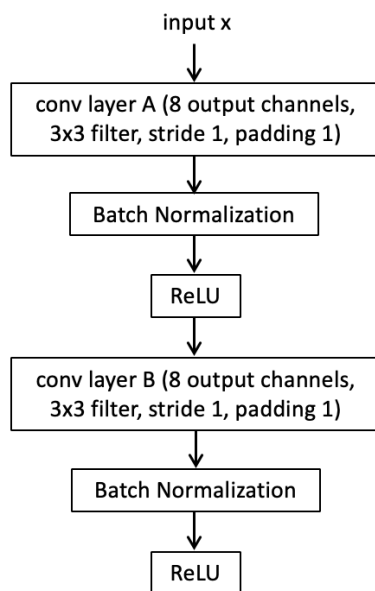 input x
conv layer A (8 output channels,
3x3 filter, stride 1, padding 1)
Batch Normalization
ReLU
conv layer B (8 output channels,
3x3 filter, stride 1, padding 1)
Batch Normalization
ReLU